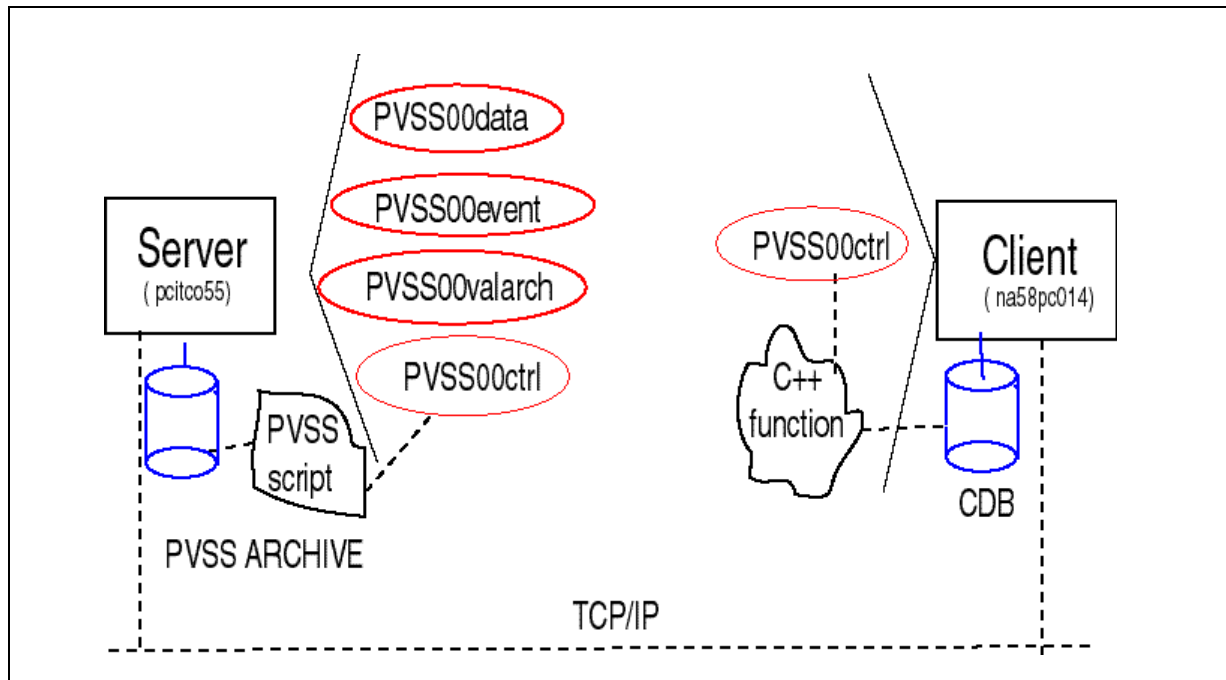 PVSS00data
PVSS00event
PVSS00valarch
PVSS00ctrl
Server
( pcitco55)
PVSS
script
PVSS ARCHIVE
PVSS00ctrl
C++
function
Client
( na58pc014)
CDB
TCP/IP